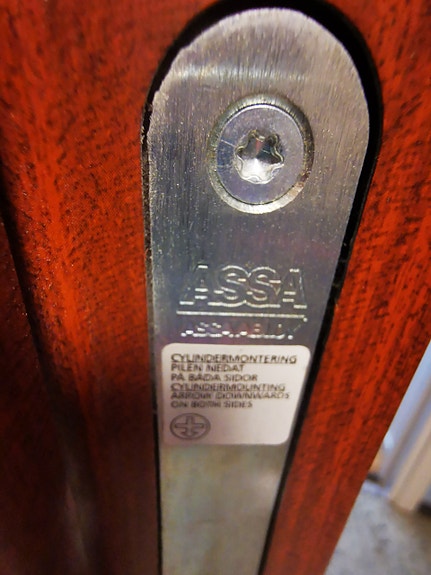 ASSA
ASSA ABLOY
CYLINDERMONTERING
PILEN NEDÅT
PÅ BÅDA SIDOR
CYLINDERMOUNTING
ARROW DOWNWARDS
ON BOTH SIDES